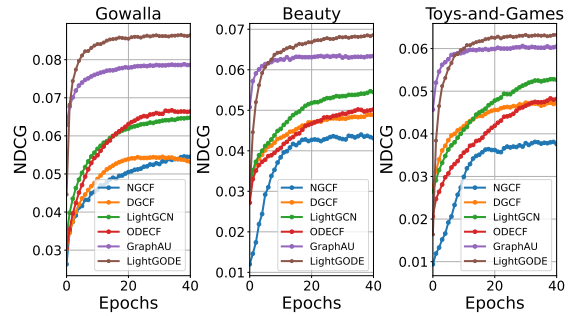 Gowalla
NDCG
0.08
0.07
0.06
0.05
0.04
0.03
0
20
40
Epochs
NGCF
DGCF
LightGCN
ODECF
GraphAU
LightGODE
Beauty
NDCG
0.07
0.06
0.05
0.04
0.03
0.02
0.01
0
20
40
Epochs
NGCF
DGCF
LightGCN
ODECF
GraphAU
LightGODE
Toys-and-Games
NDCG
0.06
0.05
0.04
0.03
0.02
0.01
0
20
40
Epochs
NGCF
DGCF
LightGCN
ODECF
GraphAU
LightGODE